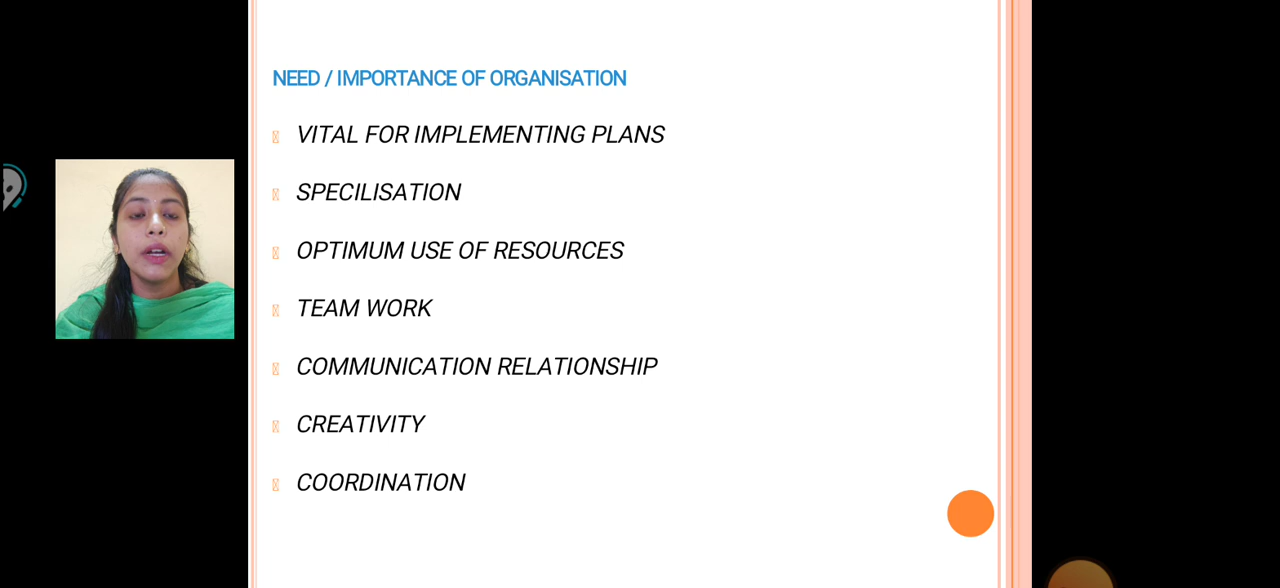 NEED / IMPORTANCE OF ORGANISATION
VITAL FOR IMPLEMENTING PLANS
SPECILISATION
OPTIMUM USE OF RESOURCES
TEAM WORK
COMMUNICATION RELATIONSHIP
CREATIVITY
COORDINATION